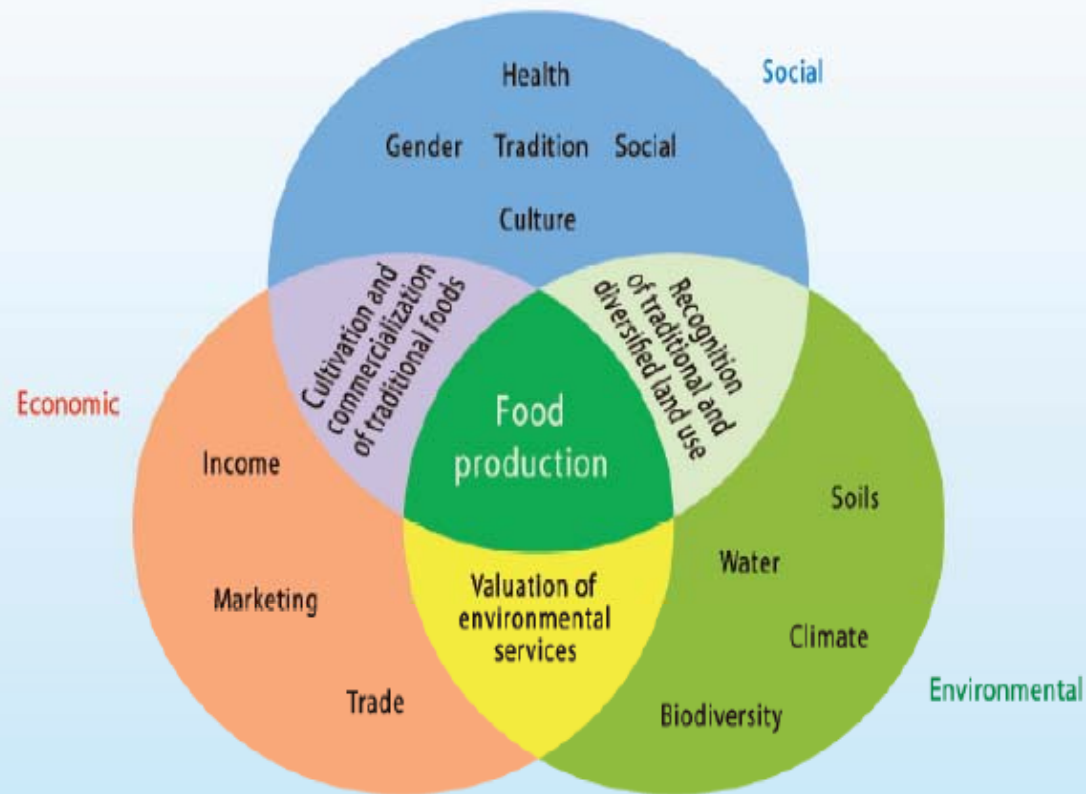 Health
Social
Gender Tradition Social
Culture
Cultivation and
commercialization
of traditional foods
Recognition
of traditional and
diversified land use
Economic
Food
production
Income
Soils
Water
Valuation of
environmental
services
Marketing
Climate
Trade
Biodiversity
Environmental